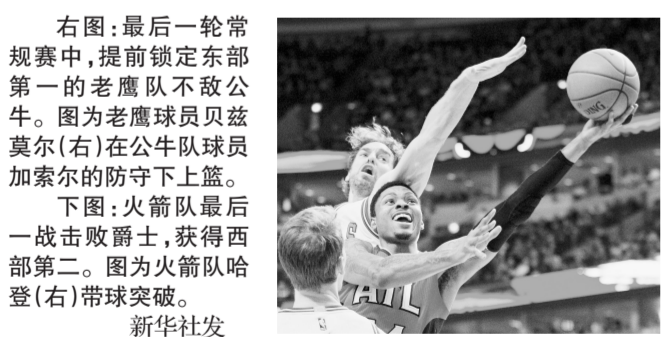 右图：最后一轮常
规赛中，提前锁定东部
第一的老鹰队不敌公
牛。图为老鹰球员贝兹
莫尔（右）在公牛队球员
加索尔的防守下上篮。
下图：火箭队最后
一战击败爵士，获得西
部第二。图为火箭队哈
登（右）带球突破。
新华社发
ATL